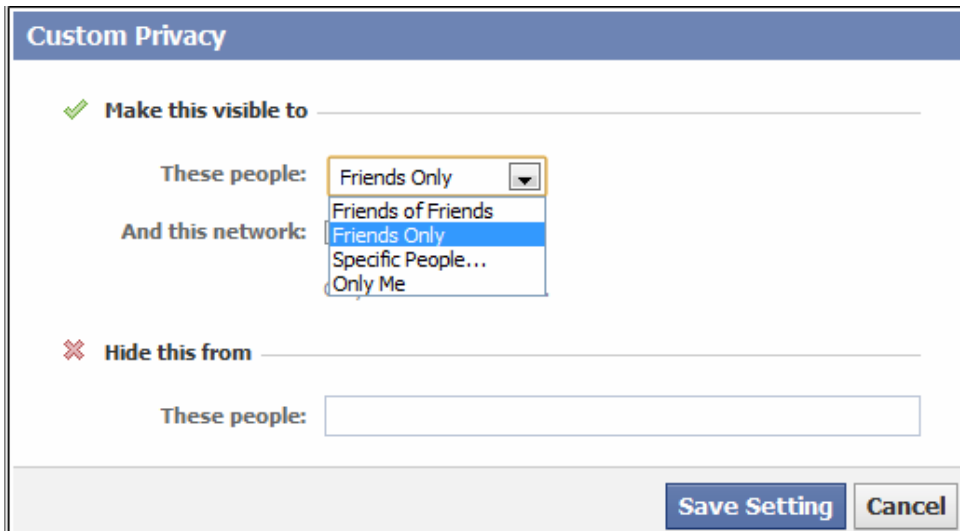 Custom Privacy
Make this visible to
These people: Friends Only
Friends of Friends
And this network: Friends Only
Specific People...
Only Me
Hide this from
These people:
Save Setting Cancel